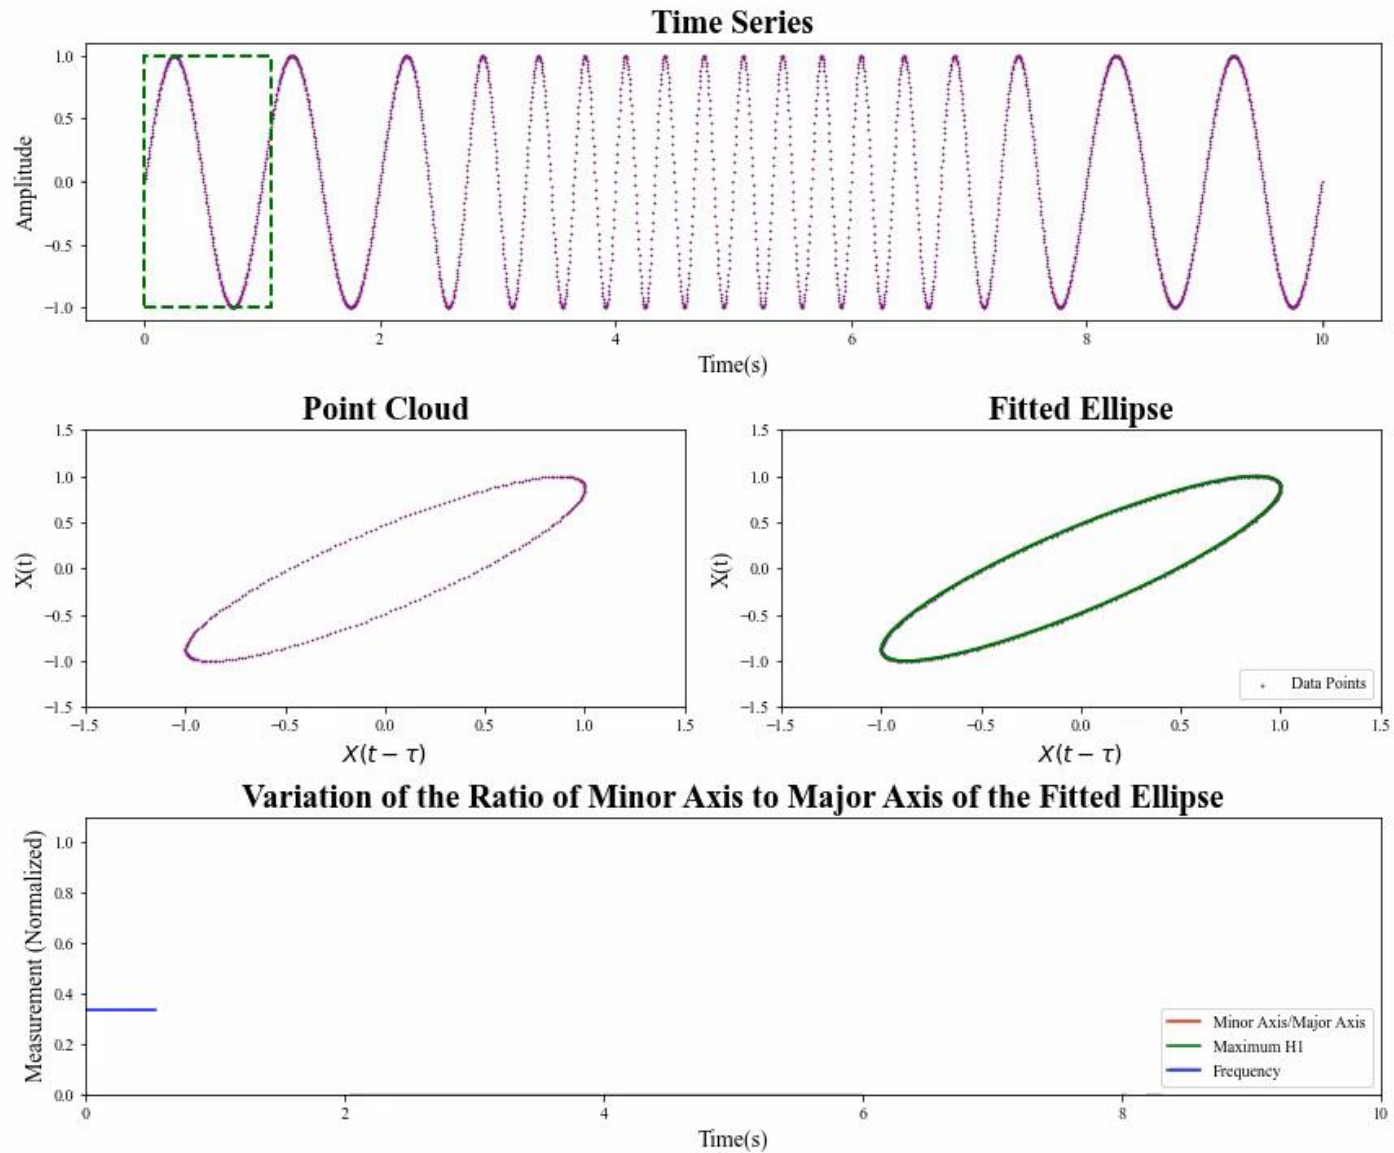 Time Series
Amplitude
1.0
0.5
0.0
−0.5
−1.0
0 2 4 6 8 10
Time(s)
Point Cloud
X(t)
1.5
1.0
0.5
0.0
−0.5
−1.0
−1.5
−1.5 −1.0 −0.5 0.0 0.5 1.0 1.5
X(t − τ)
Fitted Ellipse
X(t)
1.5
1.0
0.5
0.0
−0.5
−1.0
−1.5
Data Points
−1.5 −1.0 −0.5 0.0 0.5 1.0 1.5
X(t − τ)
Variation of the Ratio of Minor Axis to Major Axis of the Fitted Ellipse
Measurement (Normalized)
1.0
0.8
0.6
0.4
0.2
0.0
Minor Axis/Major Axis
Maximum H1
Frequency
0 2 4 6 8 10
Time(s)